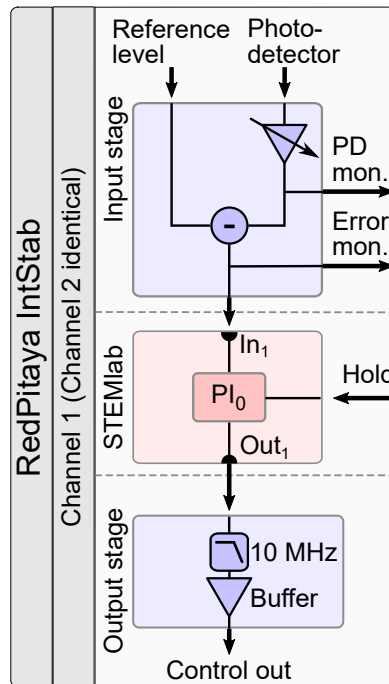 RedPitaya IntStab
Channel 1 (Channel 2 identical)
Reference
level
Photo-
detector
Input stage
PD
mon.
-
Error
mon.
STEMlab
In1
PI0
Hold
Out1
Output stage
10 MHz
Buffer
Control out